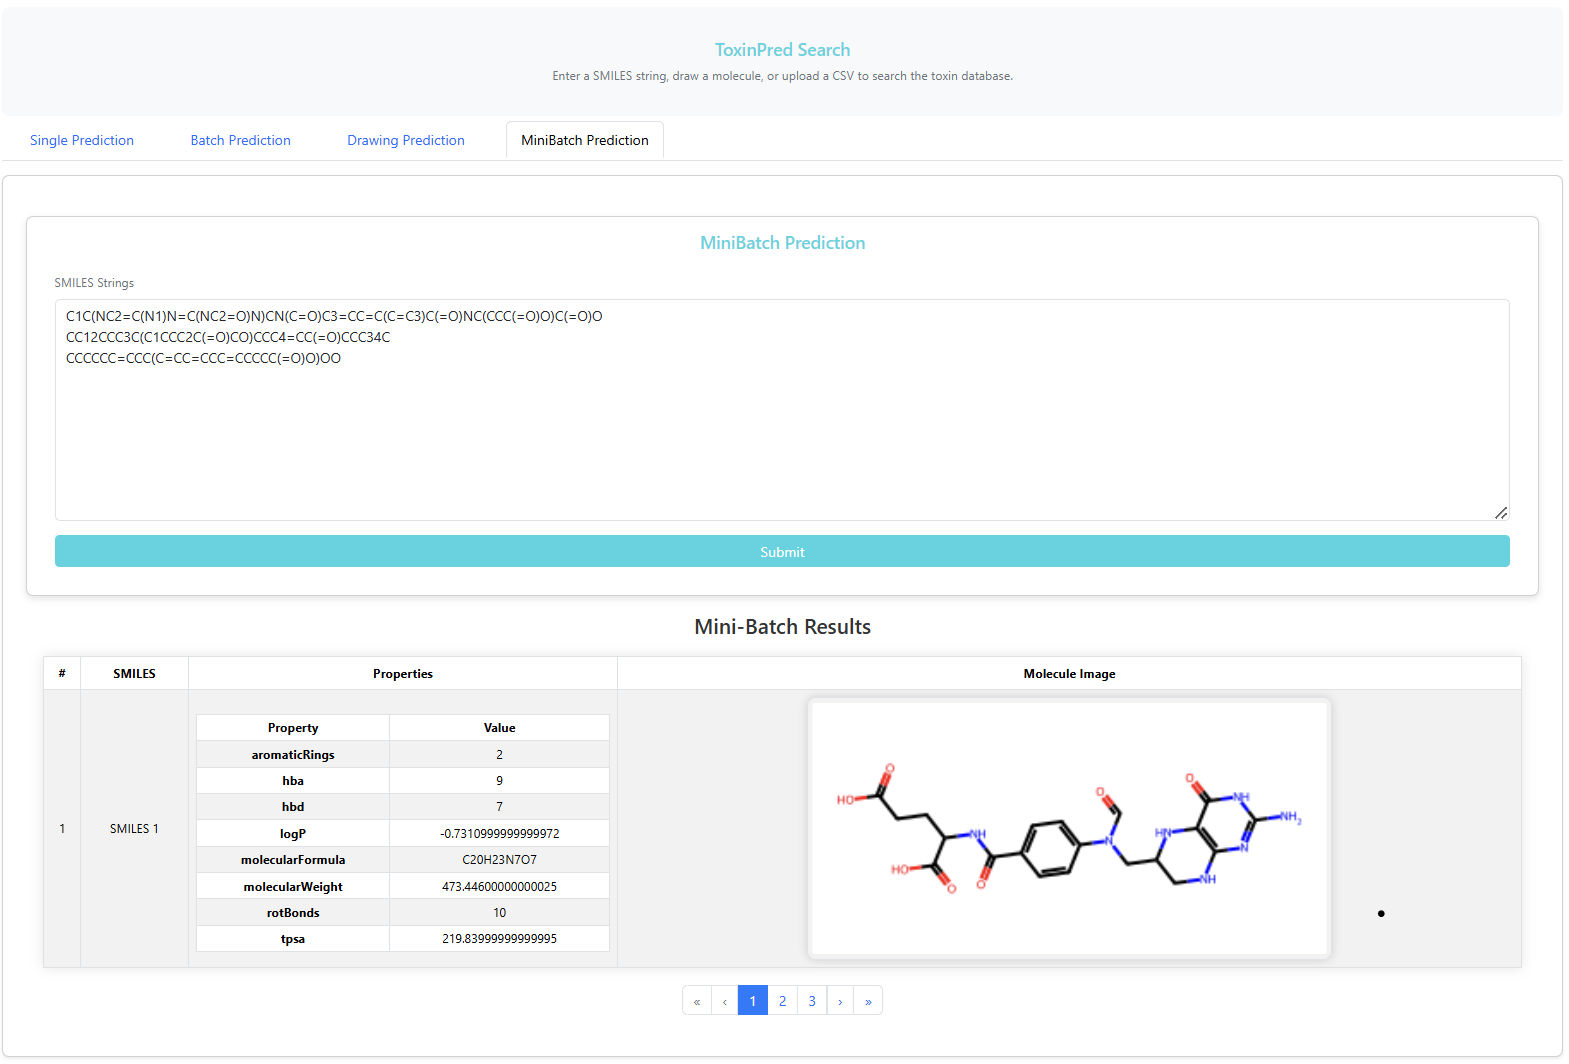 ToxinPred Search
Enter a SMILES string, draw a molecule, or upload a CSV to search the toxin database.
Single Prediction Batch Prediction Drawing Prediction MiniBatch Prediction
MiniBatch Prediction
SMILES Strings
C1C(NC2=C(N1)N=C(NC2=O)N)CN(C=O)C3=CC=C(C=C3)C(=O)NC(CCC(=O)O)C(=O)O
CC12CCC3C(C1CCC2C(=O)CO)CCC4=CC(=O)CCC34C
CCCCCC=CCC(C=CC=CCC=CCCCC(=O)O)OO
Submit
Mini-Batch Results
# SMILES Properties Molecule Image
Property Value
aromaticRings 2
hba 9
hbd 7
logP -0.7310999999999972
1 SMILES 1
molecularFormula C20H23N7O7
molecularWeight 473.44600000000025
rotBonds 10
tpsa 219.83999999999995
O HO O HO NH O O N HN O NH NH₂ N NH
« ‹ 1 2 3 › »